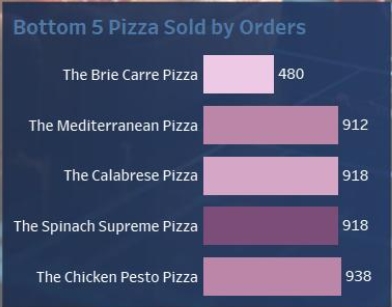 Bottom 5 Pizza Sold by Orders
The Brie Carre Pizza 480
The Mediterranean Pizza 912
The Calabrese Pizza 918
The Spinach Supreme Pizza 918
The Chicken Pesto Pizza 938